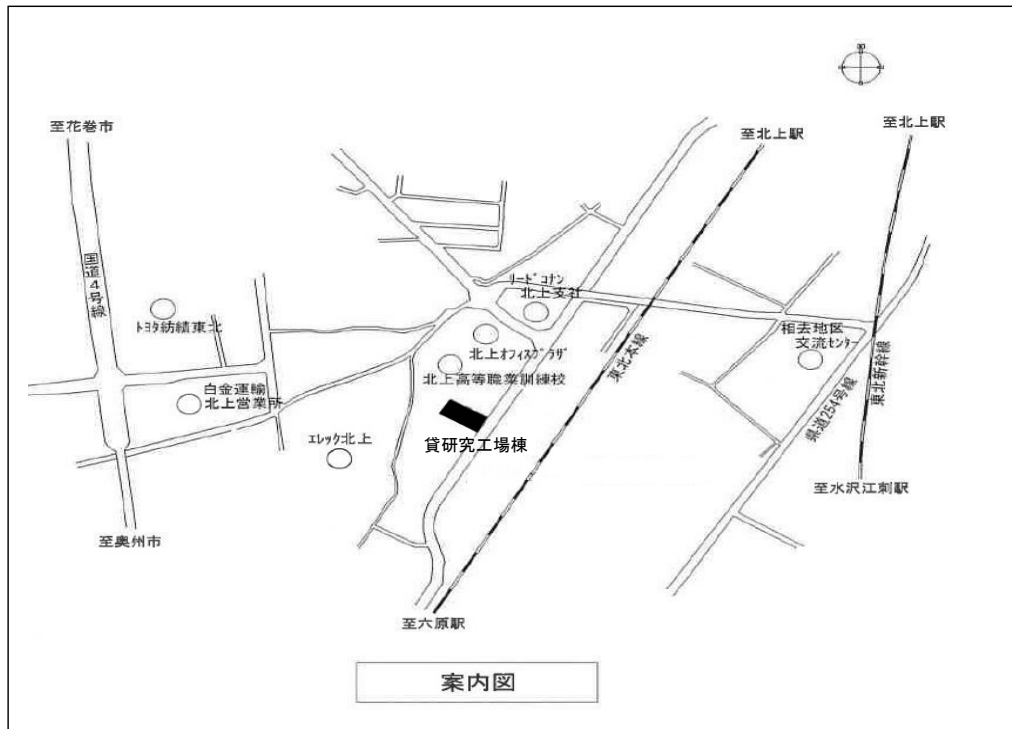 至花巻市
至北上駅
至北上駅
国道4号線
ﾄﾖﾀ紡績東北
ﾘｰﾄﾞｺﾅﾝ
北上支社
北上ｵﾌｨｽﾌﾟﾗｻﾞ
北上高等職業訓練校
相去地区
交流ｾﾝﾀｰ
東北本線
東北新幹線
県道254号線
白金運輸
北上営業所
ｴﾚｯｸ北上
貸研究工場棟
至水沢江刺駅
至奥州市
至六原駅
案内図